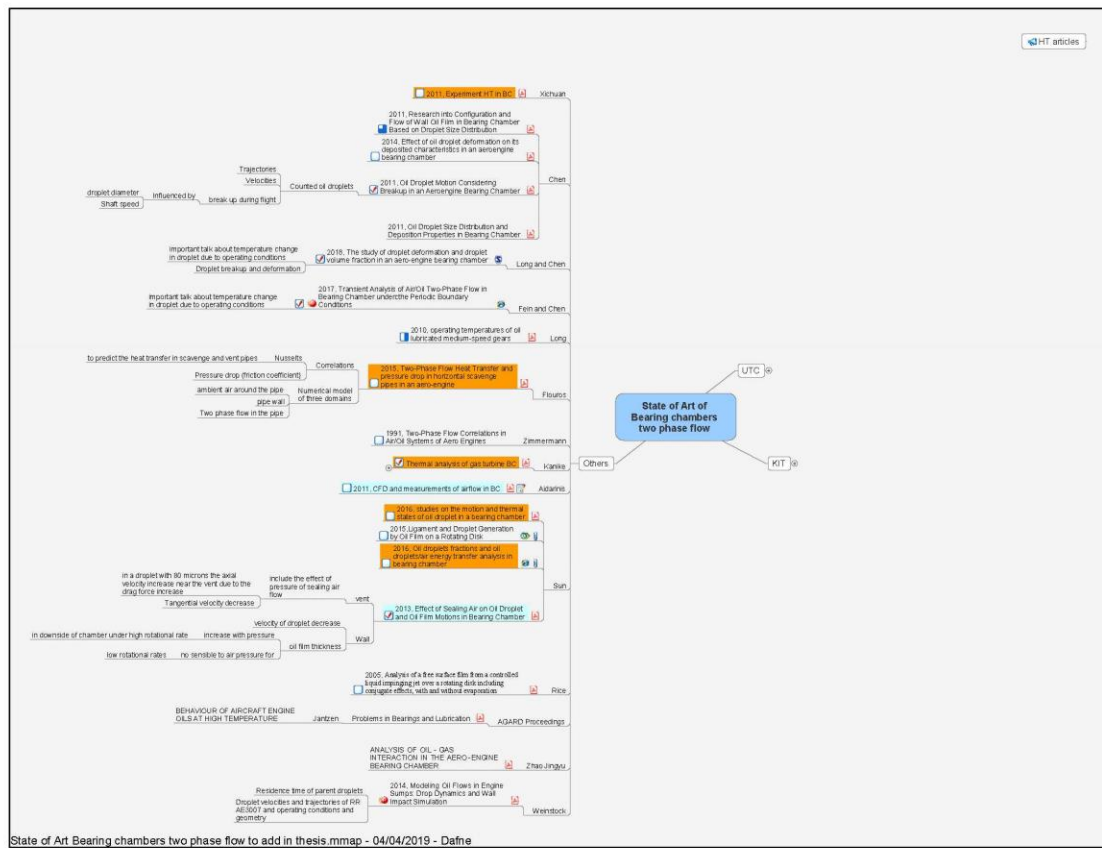 HT articles
2011, Experiment HT in BC
Xichuan
2011, Research into Configuration and
Flow of Wall Oil Film in Bearing Chamber
Based on Droplet Size Distribution
2014, Effect of oil droplet deformation on its
deposited characteristics in an aeroengine
bearing chamber
Chen
Trajectories
Velocities
droplet diameter
Shaft speed
influenced by
break up during flight
Counted oil droplets
2011, Oil Droplet Motion Considering
Breakup in an Aeroengine Bearing Chamber
2011, Oil Droplet Size Distribution and
Deposition Properties in Bearing Chamber
Important talk about temperature change
in droplet due to operating conditions
Droplet breakup and deformation
2018, The study of droplet deformation and droplet
volume fraction in an aero-engine bearing chamber
Long and Chen
important talk about temperature change
in droplet due to operating conditions
2017, Transient Analysis of Air/Oil Two-Phase Flow in
Bearing Chamber under:the Periodic Boundary
Conditions
Fein and Chen
2010, operating temperatures of oil
lubricated medium-speed gears
Long
to predict the heat transfer in scavenge and vent pipes
Nusselts
Pressure drop (friction coefficient)
Correlations
ambient air around the pipe
pipe wall
Two phase flow in the pipe
Numerical model
of three domains
2015, Two-Phase Flow Heat Transfer and
pressure drop in horizontal scavenge
pipes in an aero-engine
Flouros
UTC
State of Art of
Bearing chambers
two phase flow
KIT
Others
1991, Two-Phase Flow Correlations in
Air/Oil Systems of Aero Engines
Zimmermann
Thermal analysis of gas turbine BC
Kanike
2011, CFD and measurements of airflow in BC
Aidarinis
2016, studies on the motion and thermal
states of oil droplet in a bearing chamber
2015,Ligament and Droplet Generation
by Oil Film on a Rotating Disk
2016, Oil droplets fractions and oil
droplets/air energy transfer analysis in
bearing chamber
Sun
in a droplet with 80 microns the axial
velocity increase near the vent due to the
drag force increase
Tangential velocity decrease
include the effect of
pressure of sealing air
flow
vent
2013, Effect of Sealing Air on Oil Droplet
and Oil Film Motions in Bearing Chamber
velocity of droplet decrease
Wall
in downside of chamber under high rotational rate
increase with pressure
low rotational rates
no sensible to air pressure for
oil film thickness
2005, Analysis of a free surface film from a controlled
liquid impinging jet over a rotating disk including
conjugate effects, with and without evaporation
Rice
BEHAVIOUR OF AIRCRAFT ENGINE
OILS AT HIGH TEMPERATURE
Jantzen
Problems in Bearings and Lubrication
AGARD Proceedings
ANALYSIS OF OIL - GAS
INTERACTION IN THE AERO-ENGINE
BEARING CHAMBER
Zhao Jingyu
Residence time of parent droplets
Droplet velocities and trajectories of RR
AE3007 and operating conditions and
geometry
2014, Modeling Oil Flows in Engine
Sumps: Drop Dynamics and Wall
Impact Simulation
Weinstock
State of Art Bearing chambers two phase flow to add in thesis.mmap - 04/04/2019 - Dafne